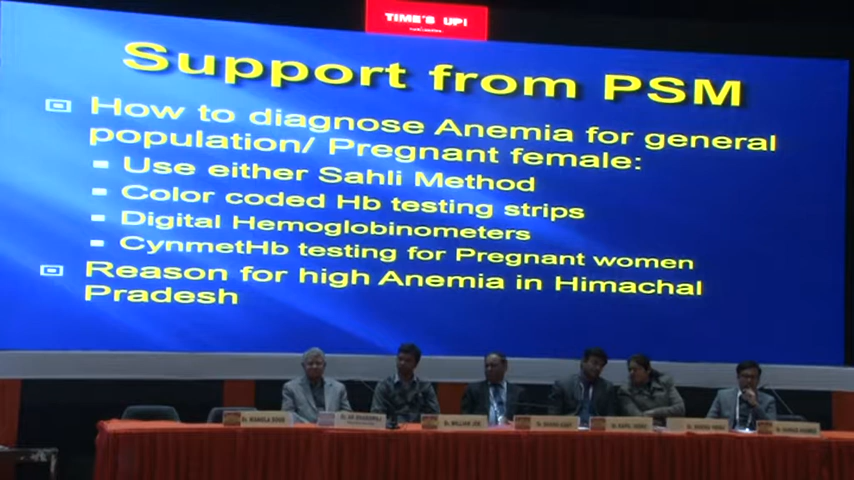 TIME'S UP!
Support from PSM
How to diagnose Anemia for general
population/ Pregnant female:
Use either Sahli Method
Color coded Hb testing strips
Digital Hemoglobinometers
CynmetHb testing for Pregnant women
Reason for high Anemia in Himachal
Pradesh